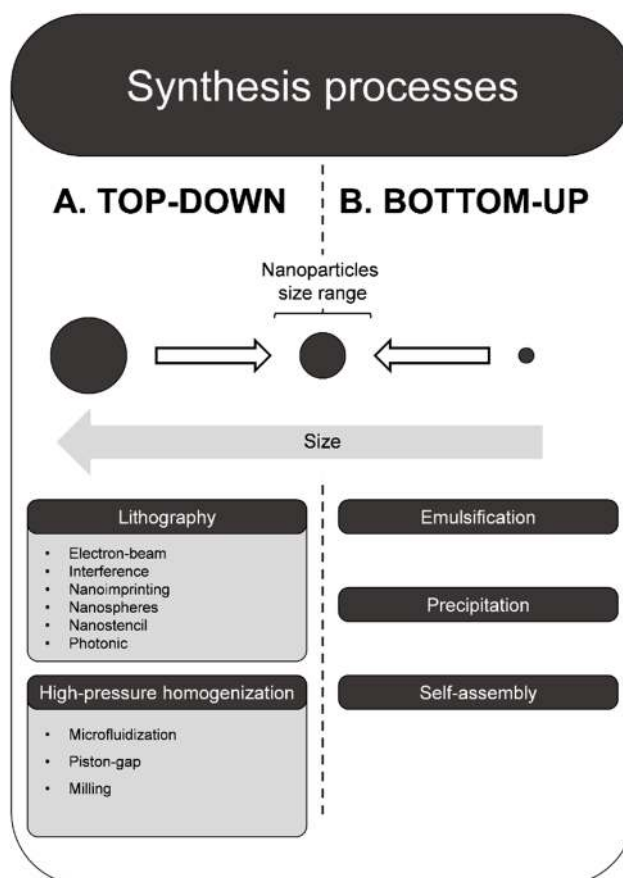 Synthesis processes
A. TOP-DOWN
B. BOTTOM-UP
Nanoparticles
size range
Size
Lithography
• Electron-beam
• Interference
• Nanoimprinting
• Nanospheres
• Nanostencil
• Photonic
High-pressure homogenization
• Microfluidization
• Piston-gap
• Milling
Emulsification
Precipitation
Self-assembly